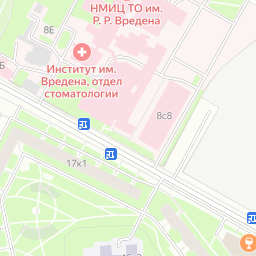 НМИЦ ТО им.
Р. Р. Вредена
8Е
Институт им.
Вредена, отдел
стоматологии
8с8
17к1